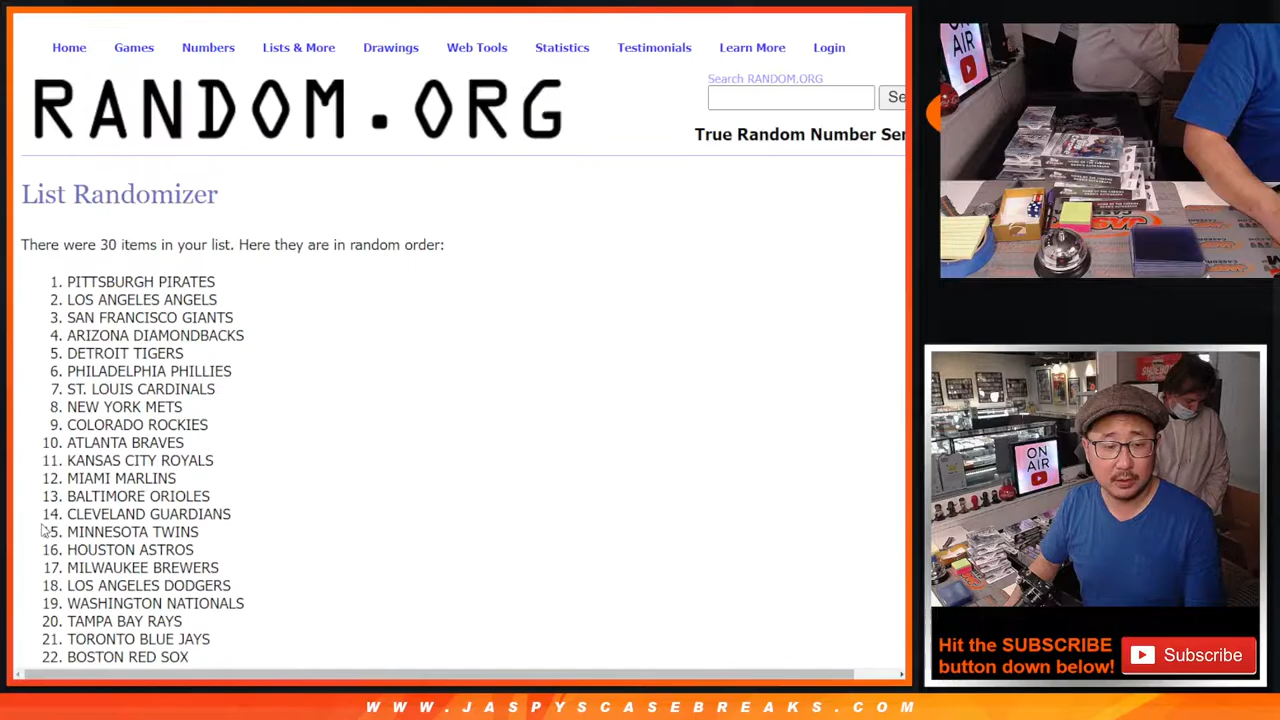 Home Games Numbers Lists & More Drawings Web Tools Statistics Testimonials Learn More Login
Search RANDOM.ORG
RANDOM.ORG
Se
True Random Number Ser
List Randomizer
There were 30 items in your list. Here they are in random order:
1. PITTSBURGH PIRATES
2. LOS ANGELES ANGELS
3. SAN FRANCISCO GIANTS
4. ARIZONA DIAMONDBACKS
5. DETROIT TIGERS
6. PHILADELPHIA PHILLIES
7. ST. LOUIS CARDINALS
8. NEW YORK METS
9. COLORADO ROCKIES
10. ATLANTA BRAVES
11. KANSAS CITY ROYALS
12. MIAMI MARLINS
13. BALTIMORE ORIOLES
14. CLEVELAND GUARDIANS
5. MINNESOTA TWINS
16. HOUSTON ASTROS
17. MILWAUKEE BREWERS
18. LOS ANGELES DODGERS
19. WASHINGTON NATIONALS
20. TAMPA BAY RAYS
21. TORONTO BLUE JAYS
22. BOSTON RED SOX
ON
AIR
ON
AIR
Hit the SUBSCRIBE
button down below!
Subscribe
WWW.JASPYSCASEBREAKS.COM